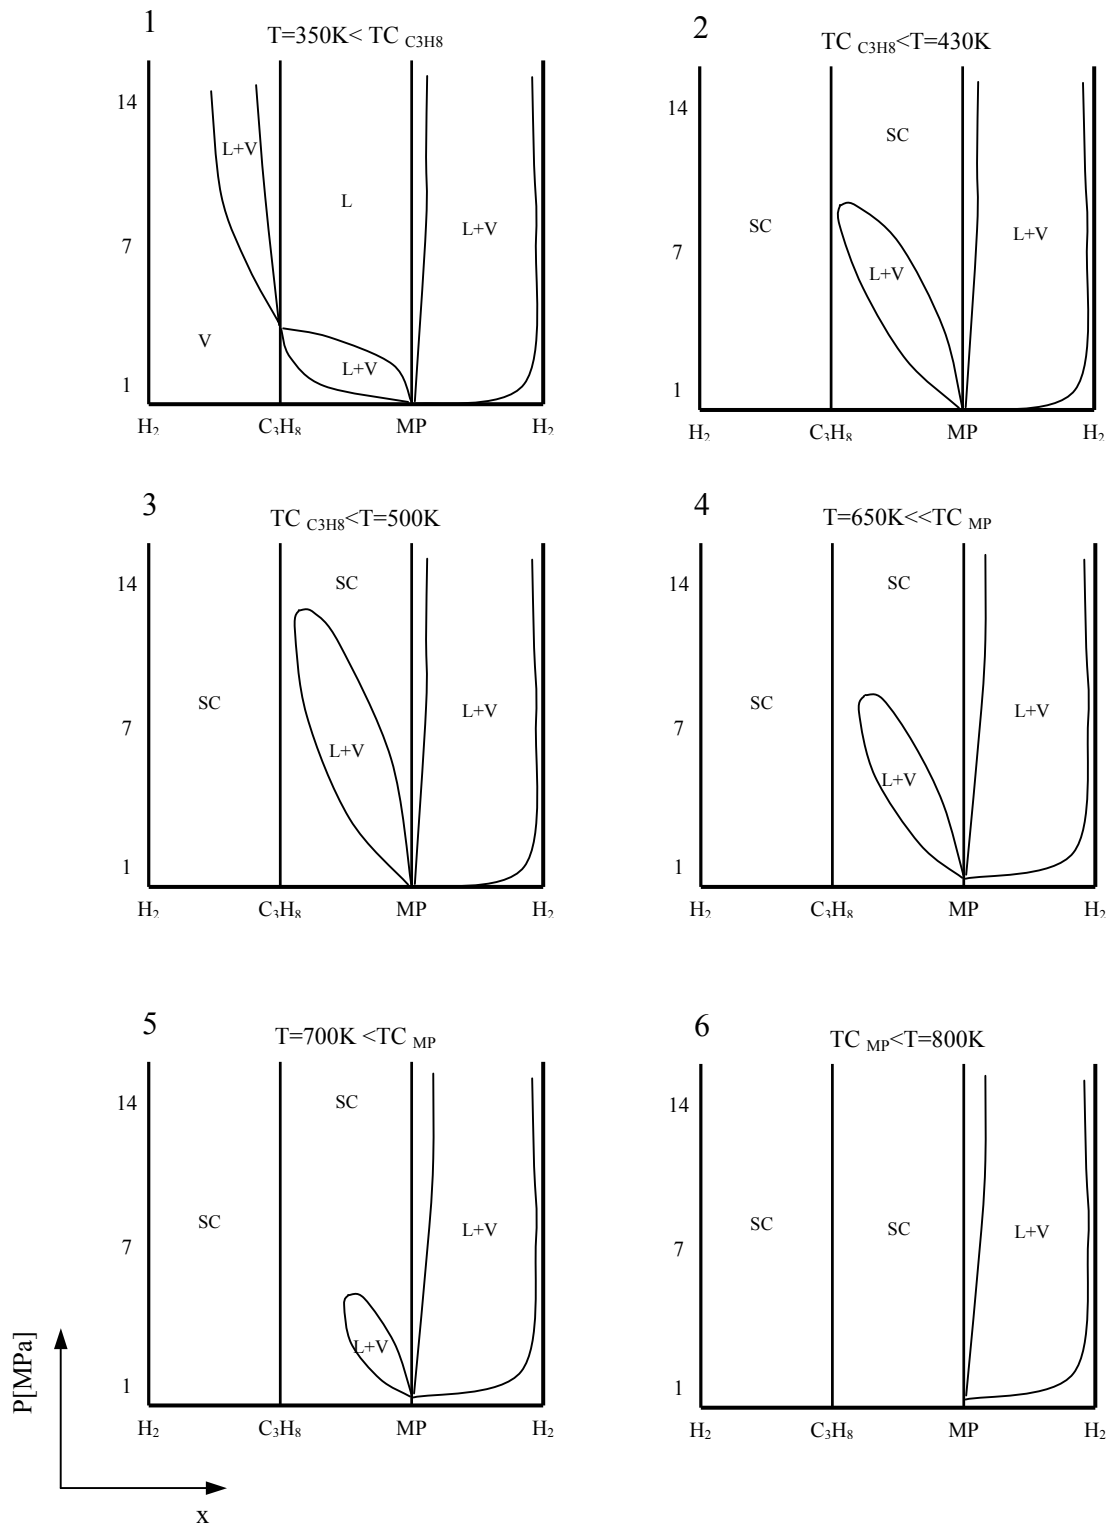 1
T=350K< TC C3H8
14
L+V
L
L+V
7
V
L+V
1
H₂ C₃H₈ MP H₂
2
TC C3H8<T=430K
14
SC
SC
L+V
7
L+V
1
H₂ C₃H₈ MP H₂
3
TC C3H8<T=500K
14
SC
SC
L+V
7
L+V
1
H₂ C₃H₈ MP H₂
4
T=650K<<TC MP
14
SC
SC
L+V
7
L+V
1
H₂ C₃H₈ MP H₂
5
T=700K <TC MP
14
SC
SC
L+V
7
L+V
1
H₂ C₃H₈ MP H₂
6
TC MP<T=800K
14
SC
SC
L+V
7
1
H₂ C₃H₈ MP H₂
P[MPa]
x